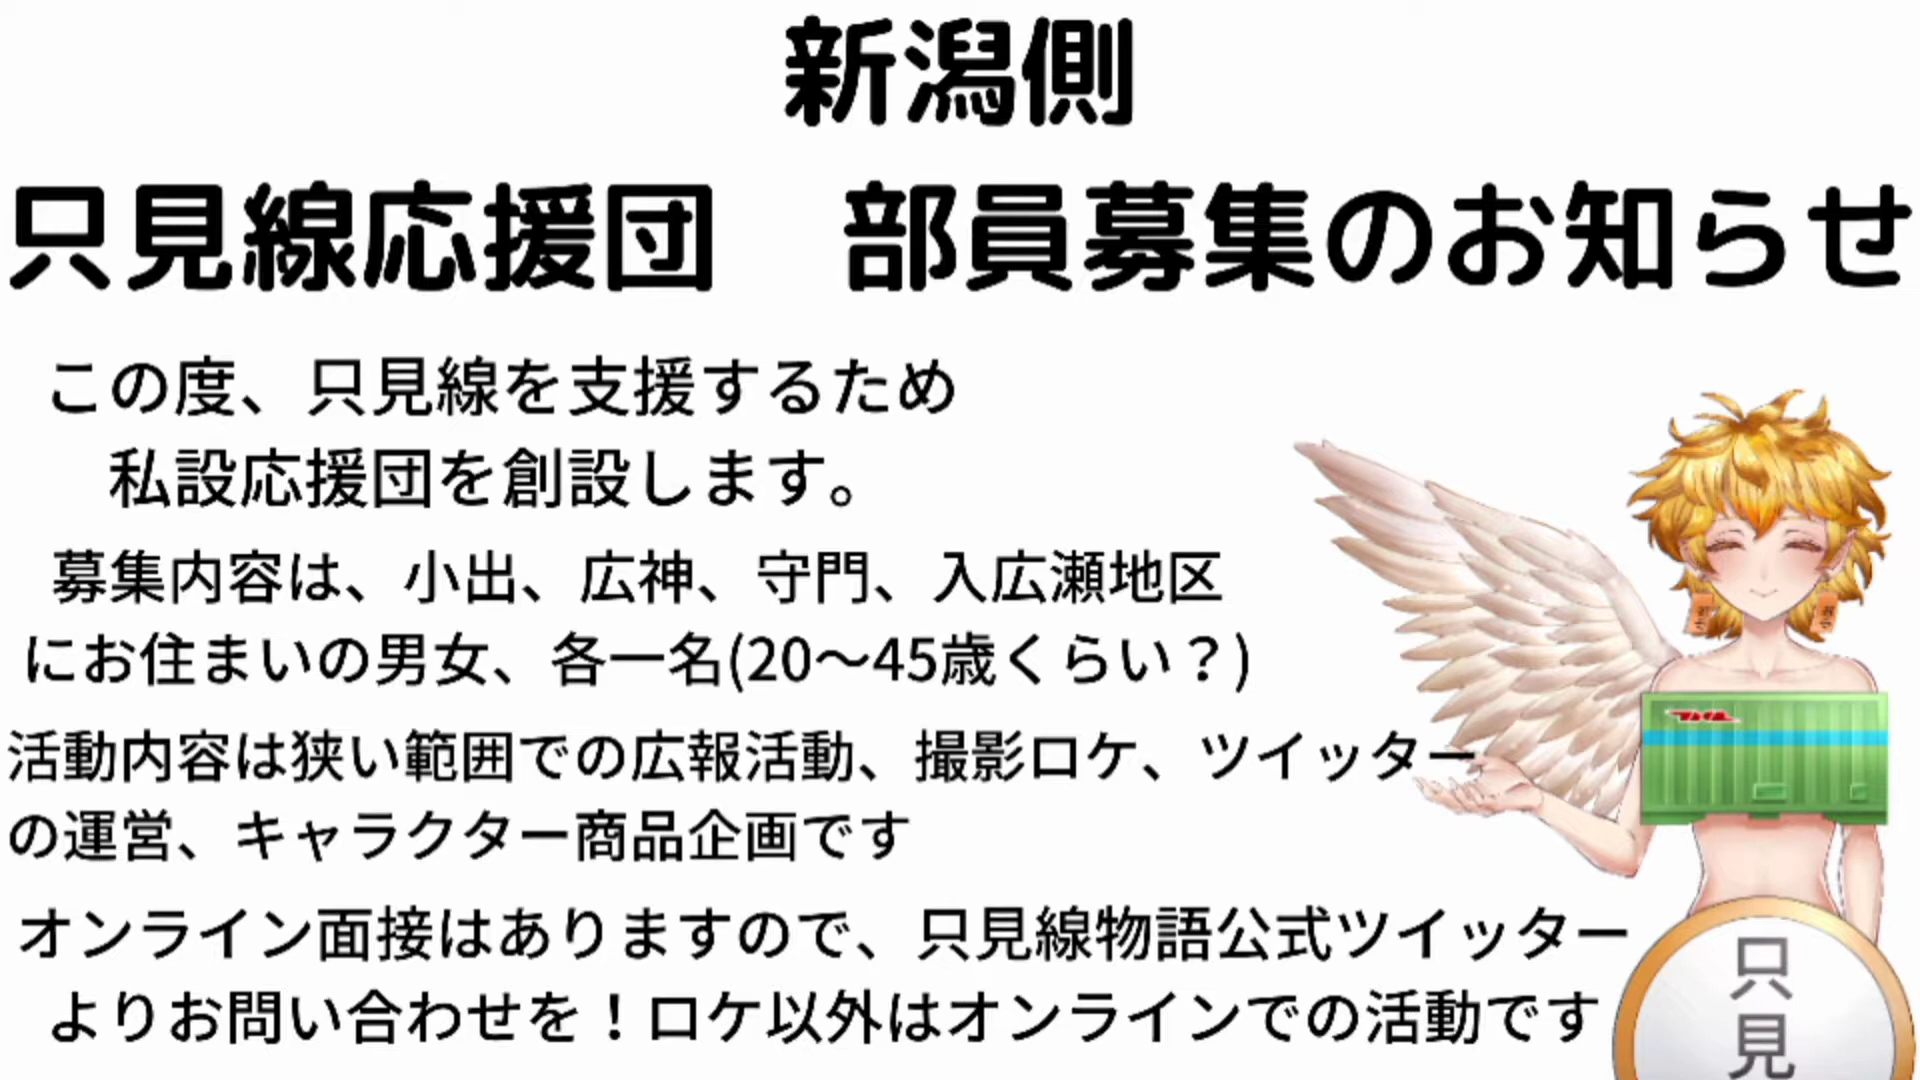 新潟側
只見線応援団　部員募集のお知らせ
この度、只見線を支援するため
私設応援団を創設します。
募集内容は、小出、広神、守門、入広瀬地区
にお住まいの男女、各一名(20〜45歳くらい？)
活動内容は狭い範囲での広報活動、撮影ロケ、ツイッター
の運営、キャラクター商品企画です
オンライン面接はありますので、只見線物語公式ツイッター
よりお問い合わせを！ロケ以外はオンラインでの活動です
只
見